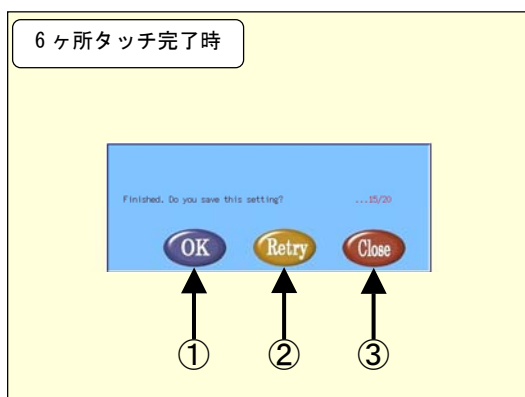 ６ヶ所タッチ完了時
Finished. Do you save this setting? ...15/20
OK Retry Close
① ② ③